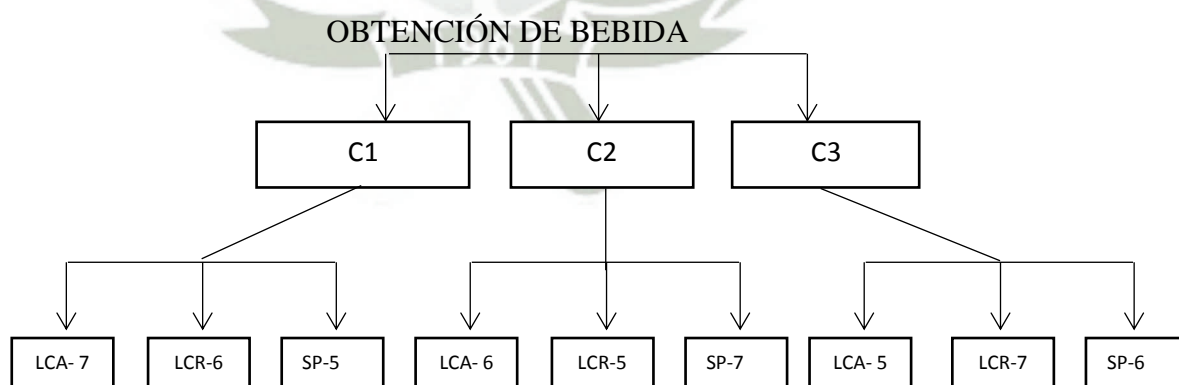 OBTENCIÓN DE BEBIDA
1961
C1 C2 C3
LCA- 7 LCR-6 SP-5 LCA- 6 LCR-5 SP-7 LCA- 5 LCR-7 SP-6